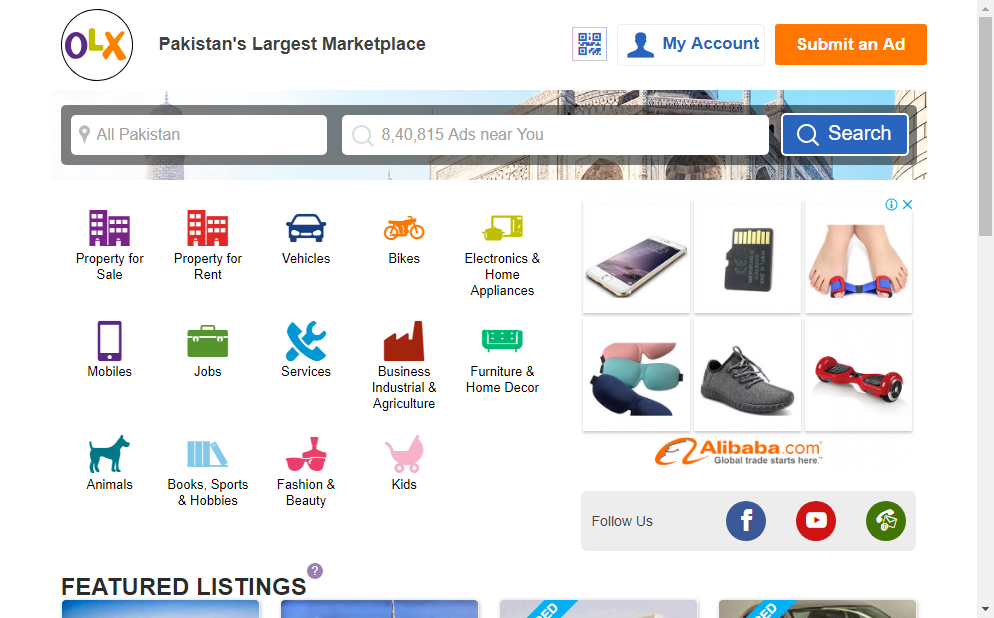 OLX
Pakistan's Largest Marketplace
My Account
Submit an Ad
All Pakistan
8,40,815 Ads near You
Search
Property for
Sale
Property for
Rent
Vehicles
Bikes
Electronics &
Home
Appliances
Mobiles
Jobs
Services
Business
Industrial &
Agriculture
Furniture &
Home Decor
Animals
Books, Sports
& Hobbies
Fashion &
Beauty
Kids
Alibaba.com
Global trade starts here.™
Follow Us
FEATURED LISTINGS
?